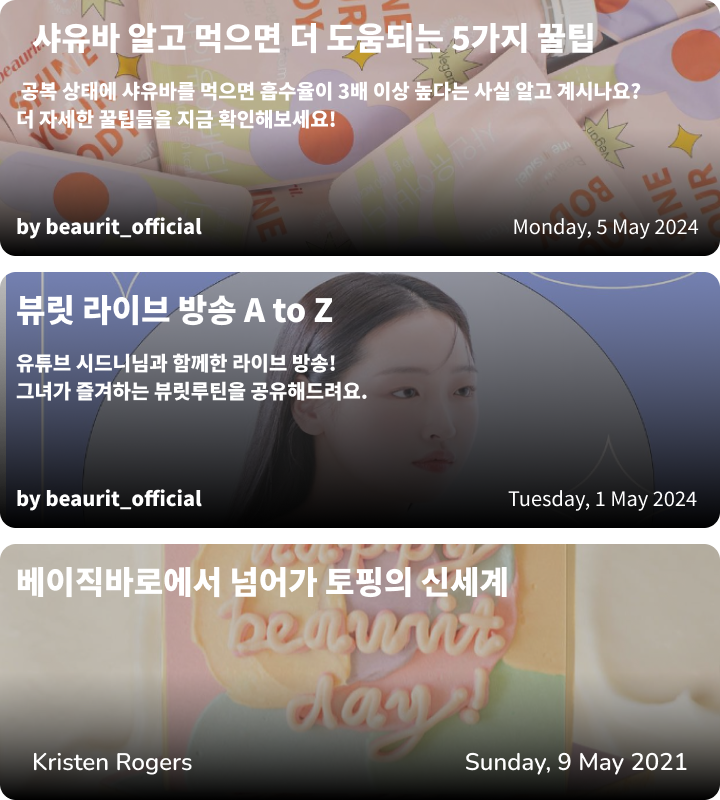 샤유바 알고 먹으면 더 도움되는 5가지 꿀팁
공복 상태에 샤유바를 먹으면 흡수율이 3배 이상 높다는 사실 알고 계시나요?
더 자세한 꿀팁들을 지금 확인해보세요!
by beaurit_official
Monday, 5 May 2024
뷰릿 라이브 방송 A to Z
유튜브 시드니님과 함께한 라이브 방송!
그녀가 즐겨하는 뷰릿루틴을 공유해드려요.
by beaurit_official
Tuesday, 1 May 2024
베이직바로에서 넘어가 토핑의 신세계
happy
beaurit
day!
Kristen Rogers
Sunday, 9 May 2021